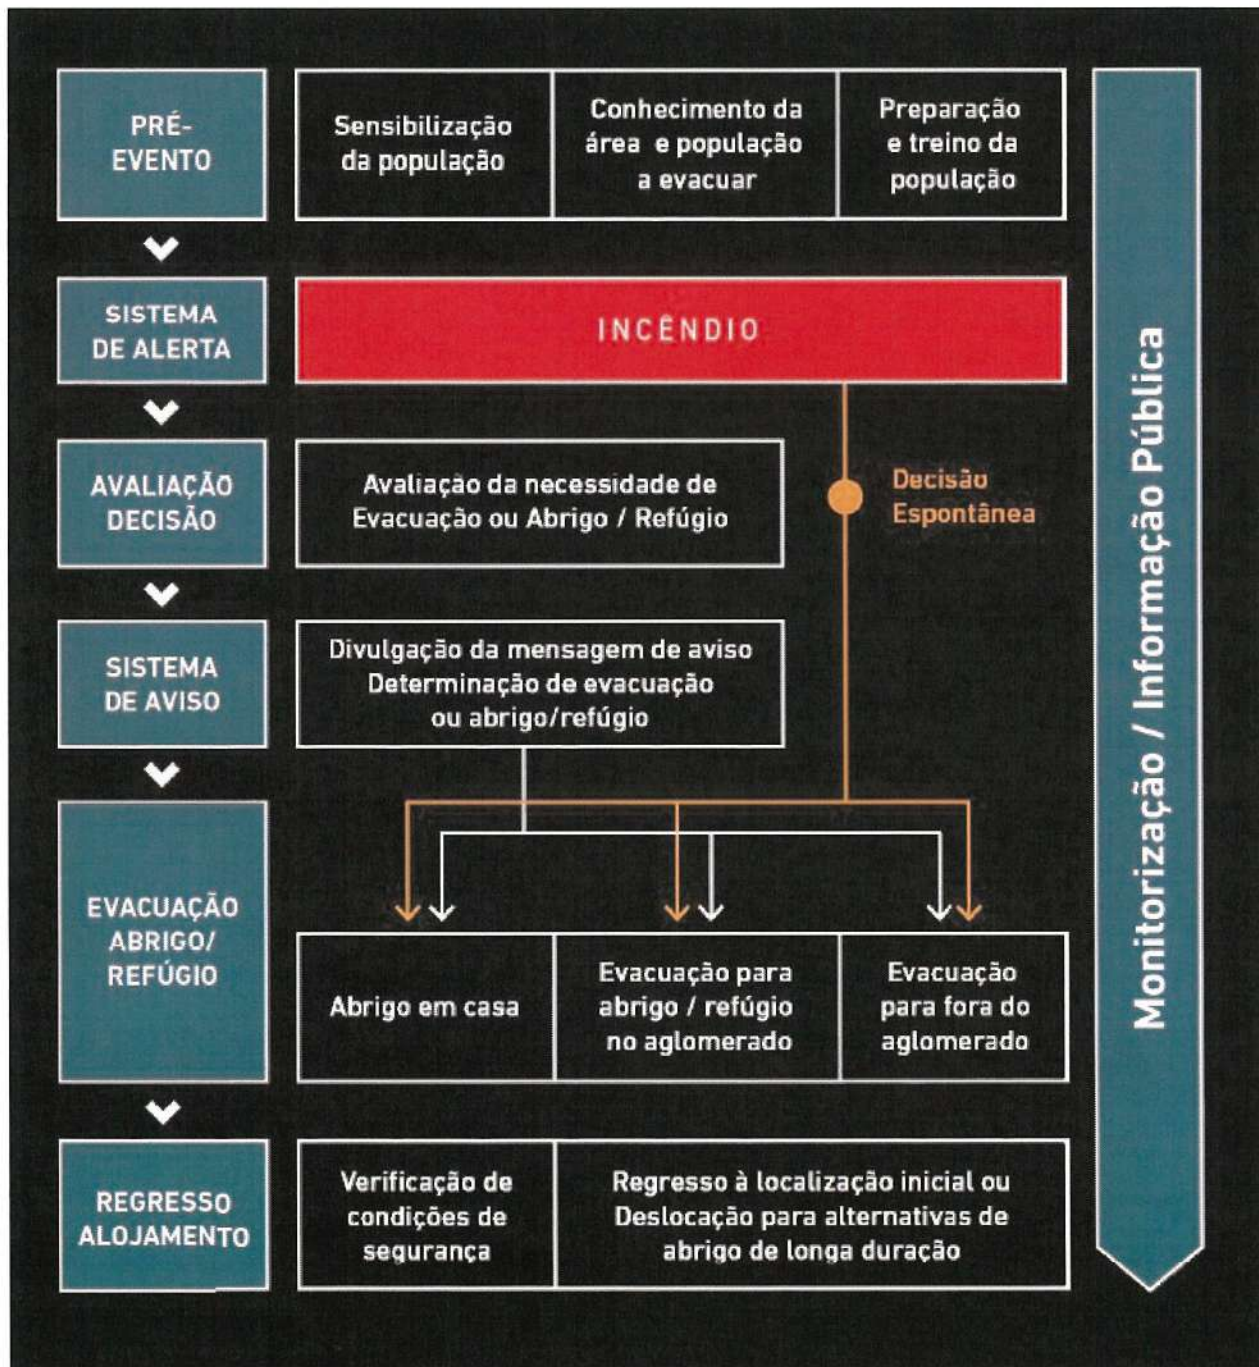 PRÉ-
EVENTO
Sensibilização
da população
Conhecimento da
área e população
a evacuar
Preparação
e treino da
população
SISTEMA
DE ALERTA
INCÊNDIO
AVALIAÇÃO
DECISÃO
Avaliação da necessidade de
Evacuação ou Abrigo / Refúgio
Decisão
Espontânea
SISTEMA
DE AVISO
Divulgação da mensagem de aviso
Determinação de evacuação
ou abrigo/refúgio
EVACUAÇÃO
ABRIGO/
REFÚGIO
Abrigo em casa
Evacuação para
abrigo / refúgio
no aglomerado
Evacuação
para fora do
aglomerado
REGRESSO
ALOJAMENTO
Verificação de
condições de
segurança
Regresso à localização inicial ou
Deslocação para alternativas de
abrigo de longa duração
Monitorização / Informação Pública